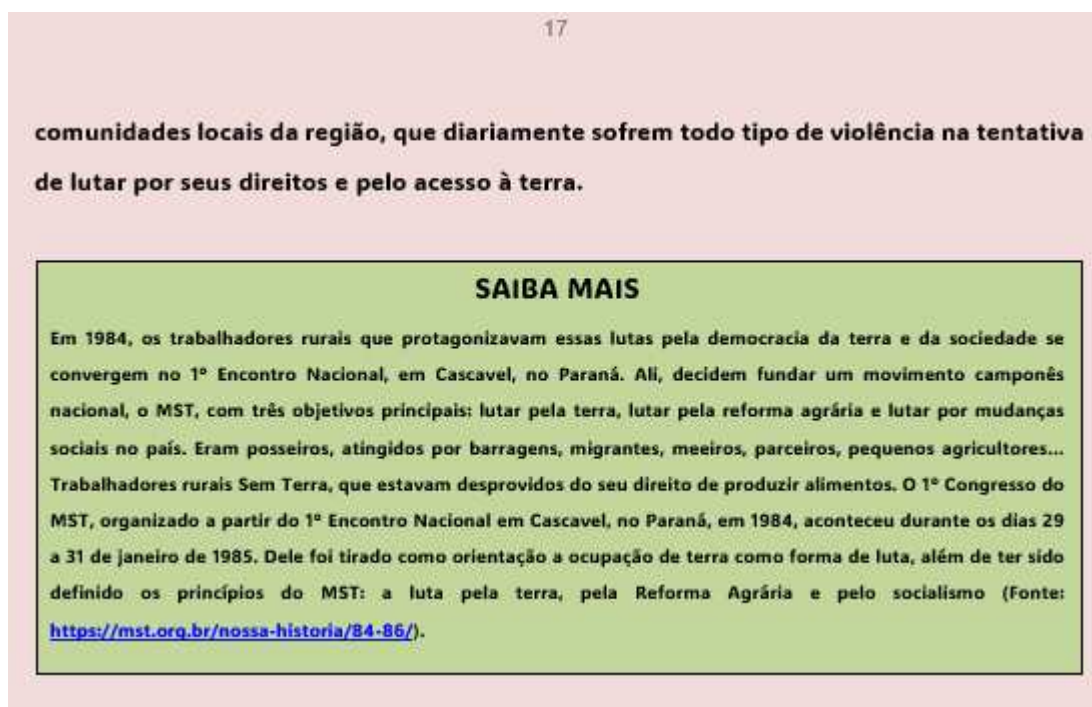 17
comunidades locais da região, que diariamente sofrem todo tipo de violência na tentativa
de lutar por seus direitos e pelo acesso à terra.
SAIBA MAIS
Em 1984, os trabalhadores rurais que protagonizavam essas lutas pela democracia da terra e da sociedade se
convergem no 1º Encontro Nacional, em Cascavel, no Paraná. Ali, decidem fundar um movimento camponês
nacional, o MST, com três objetivos principais: lutar pela terra, lutar pela reforma agrária e lutar por mudanças
sociais no país. Eram posseiros, atingidos por barragens, migrantes, meeiros, parceiros, pequenos agricultores...
Trabalhadores rurais Sem Terra, que estavam desprovidos do seu direito de produzir alimentos. O 1º Congresso do
MST, organizado a partir do 1º Encontro Nacional em Cascavel, no Paraná, em 1984, aconteceu durante os dias 29
a 31 de janeiro de 1985. Dele foi tirado como orientação a ocupação de terra como forma de luta, além de ter sido
definido os princípios do MST: a luta pela terra, pela Reforma Agrária e pelo socialismo (Fonte:
https://mst.org.br/nossa-historia/84-86/).